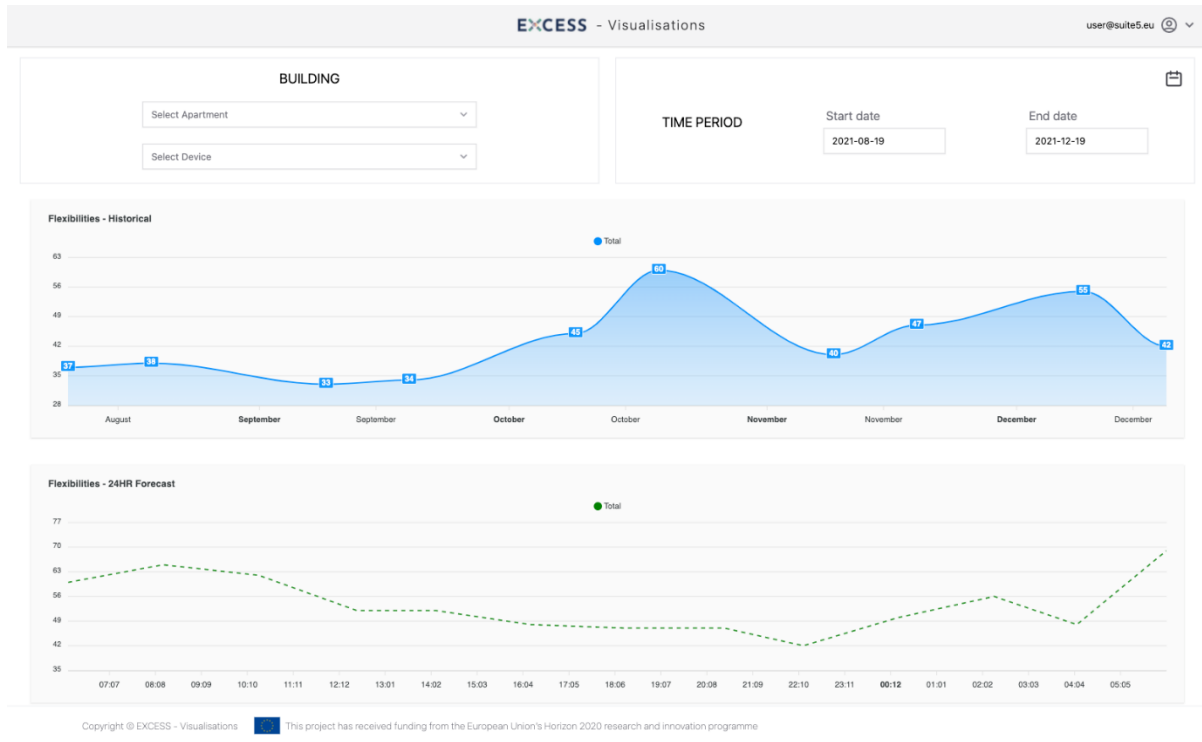 EXCESS - Visualisations
user@suite5.eu
BUILDING
Select Apartment
Select Device
TIME PERIOD
Start date
End date
2021-08-19
2021-12-19
Flexibilities - Historical
Total
63
56
49
42
35
28
37
38
33
34
45
60
40
47
55
42
August September September October October November November December December
Flexibilities - 24HR Forecast
Total
77
70
63
56
49
42
35
07:07 08:08 09:09 10:10 11:11 12:12 13:01 14:02 15:03 16:04 17:05 18:06 19:07 20:08 21:09 22:10 23:11 00:12 01:01 02:02 03:03 04:04 05:05
Copyright @ EXCESS - Visualisations This project has received funding from the European Union's Horizon 2020 research and innovation programme